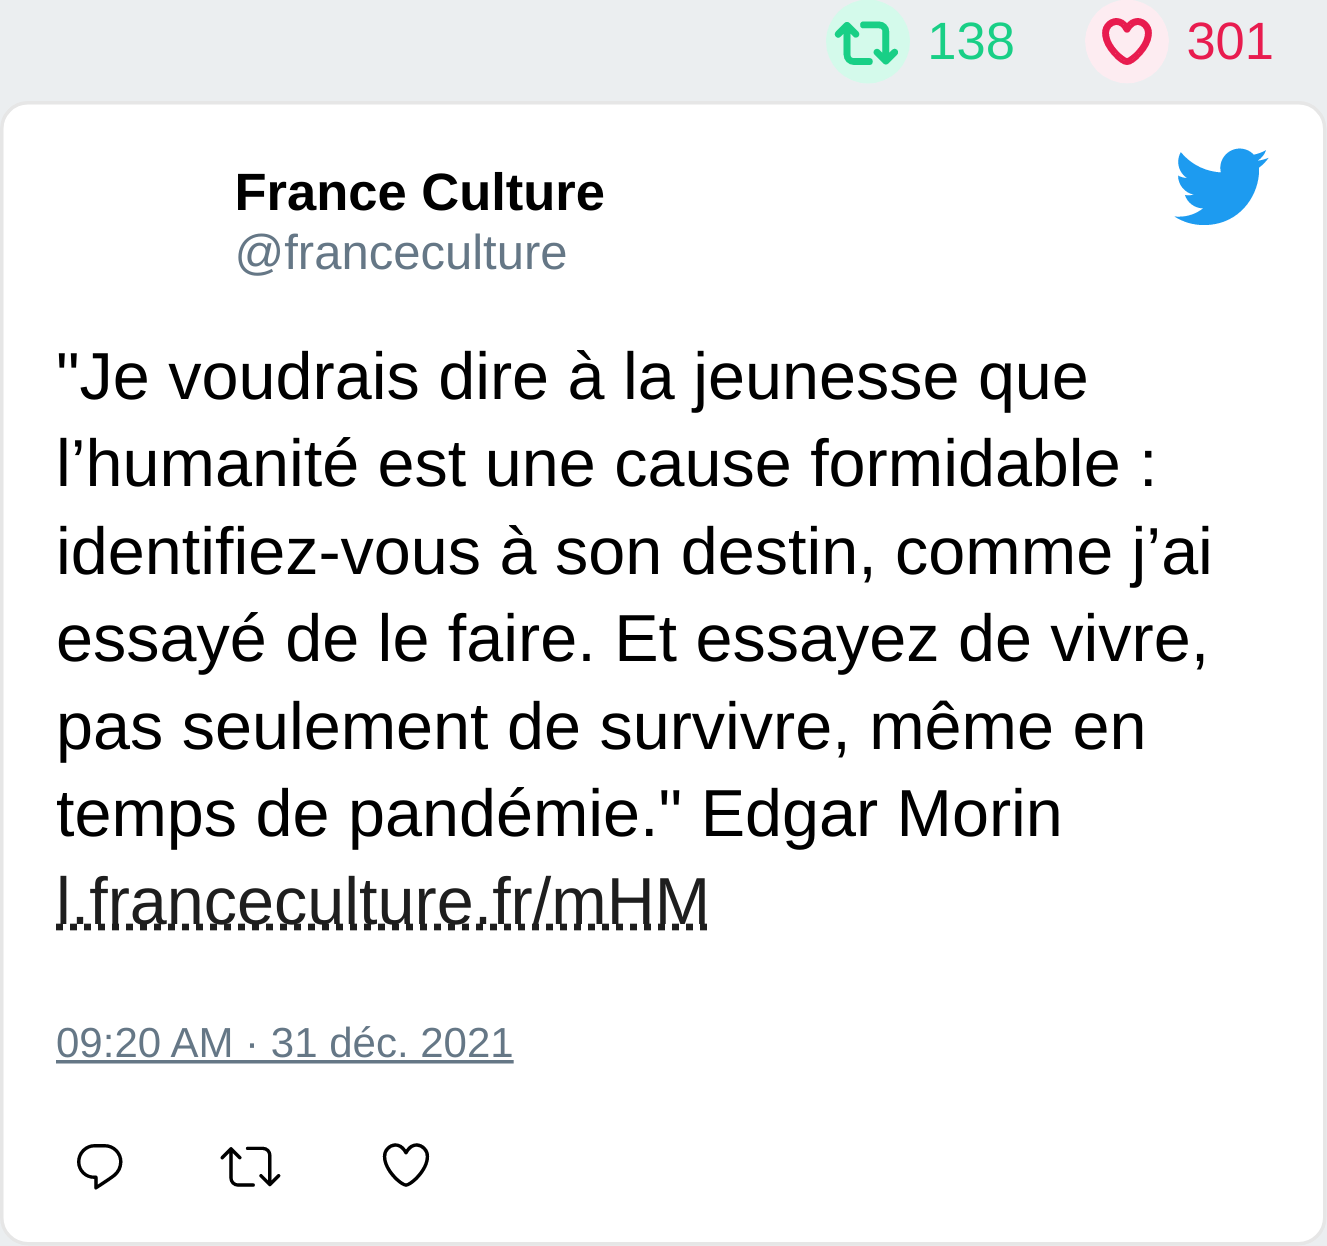 138 301
France Culture
@franceculture
"Je voudrais dire à la jeunesse que
l’humanité est une cause formidable :
identifiez-vous à son destin, comme j’ai
essayé de le faire. Et essayez de vivre,
pas seulement de survivre, même en
temps de pandémie." Edgar Morin
l.franceculture.fr/mHM
09:20 AM · 31 déc. 2021